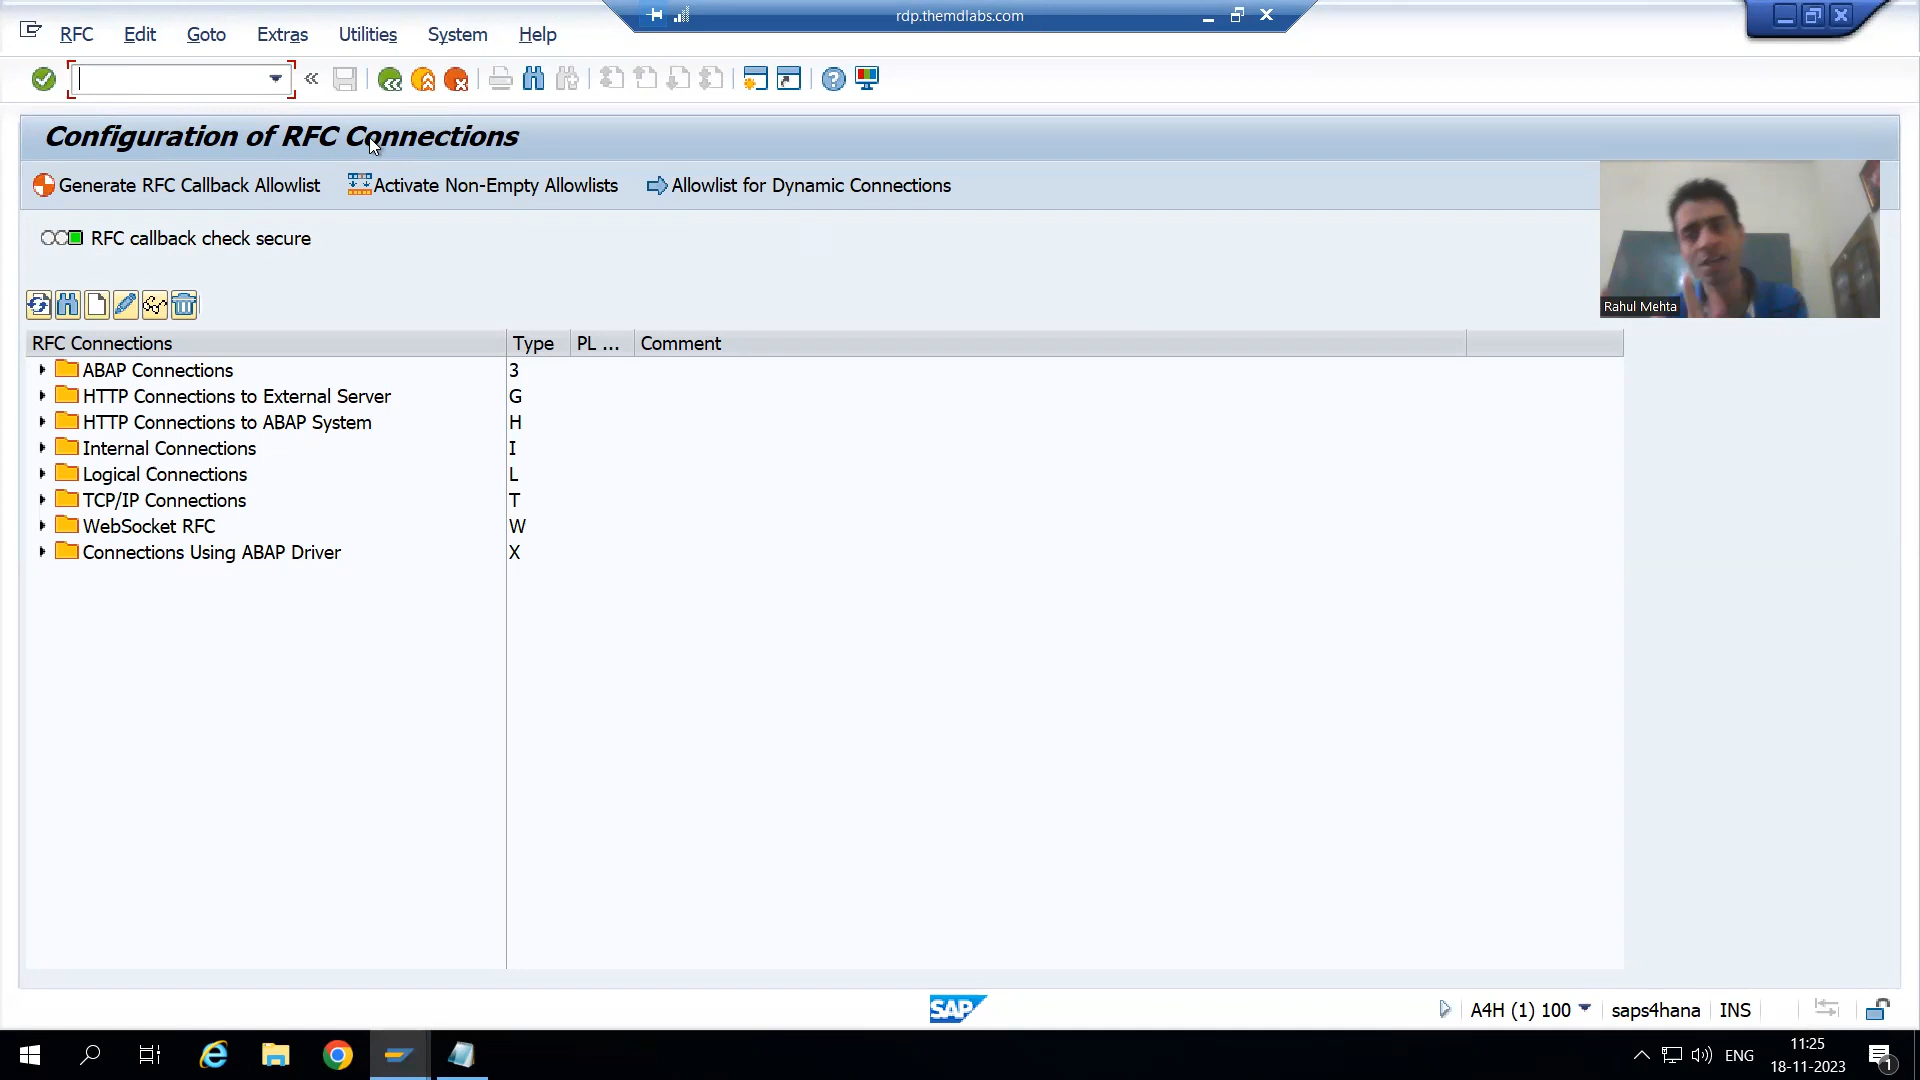 rdp.themdlabs.com
RFC Edit Goto Extras Utilities System Help
Configuration of RFC Connections
Generate RFC Callback Allowlist Activate Non-Empty Allowlists Allowlist for Dynamic Connections
RFC callback check secure
Rahul Mehta
RFC Connections Type PL ... Comment
ABAP Connections 3
HTTP Connections to External Server G
HTTP Connections to ABAP System H
Internal Connections I
Logical Connections L
TCP/IP Connections T
WebSocket RFC W
Connections Using ABAP Driver X
SAP A4H (1) 100 saps4hana INS
ENG 11:25
18-11-2023
1